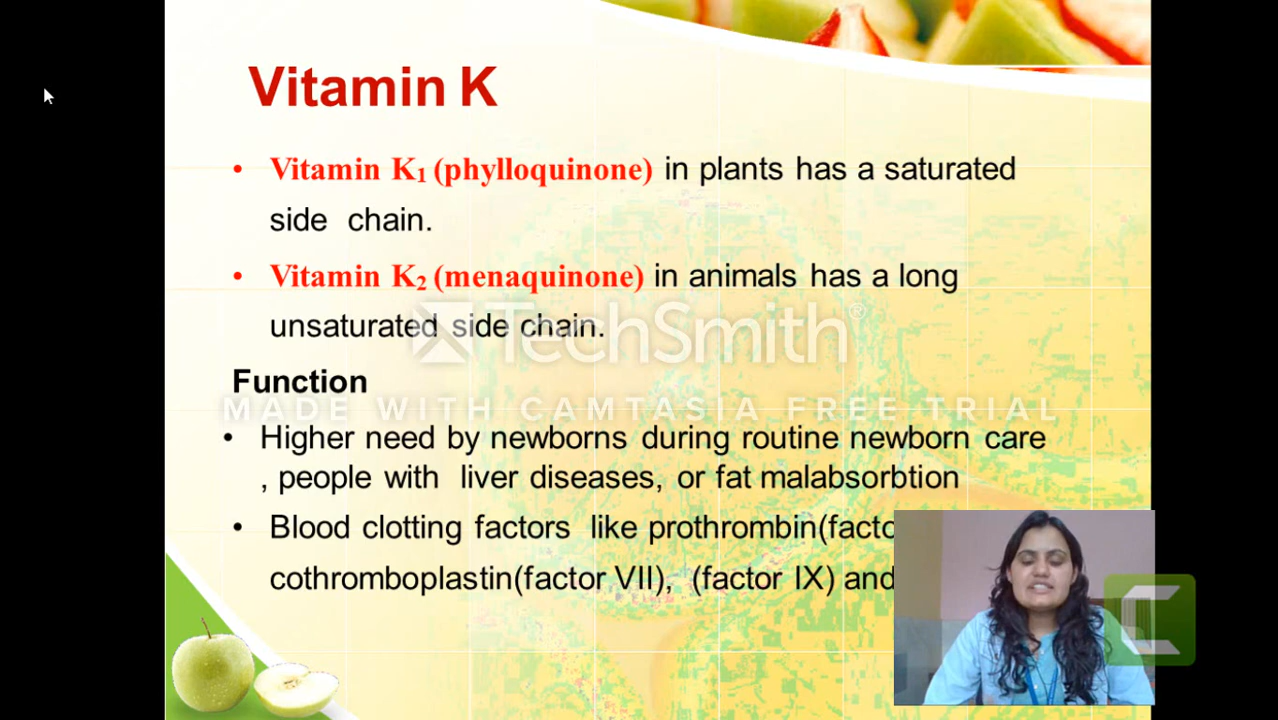 Vitamin K
• Vitamin K₁ (phylloquinone) in plants has a saturated
side chain.
• Vitamin K₂ (menaquinone) in animals has a long
unsaturated side chain.
TechSmith®
Function
MADE WITH CAMTASIA FREE TRIAL
• Higher need by newborns during routine newborn care
, people with liver diseases, or fat malabsorbtion
• Blood clotting factors like prothrombin(facto
cothromboplastin(factor VII), (factor IX) and